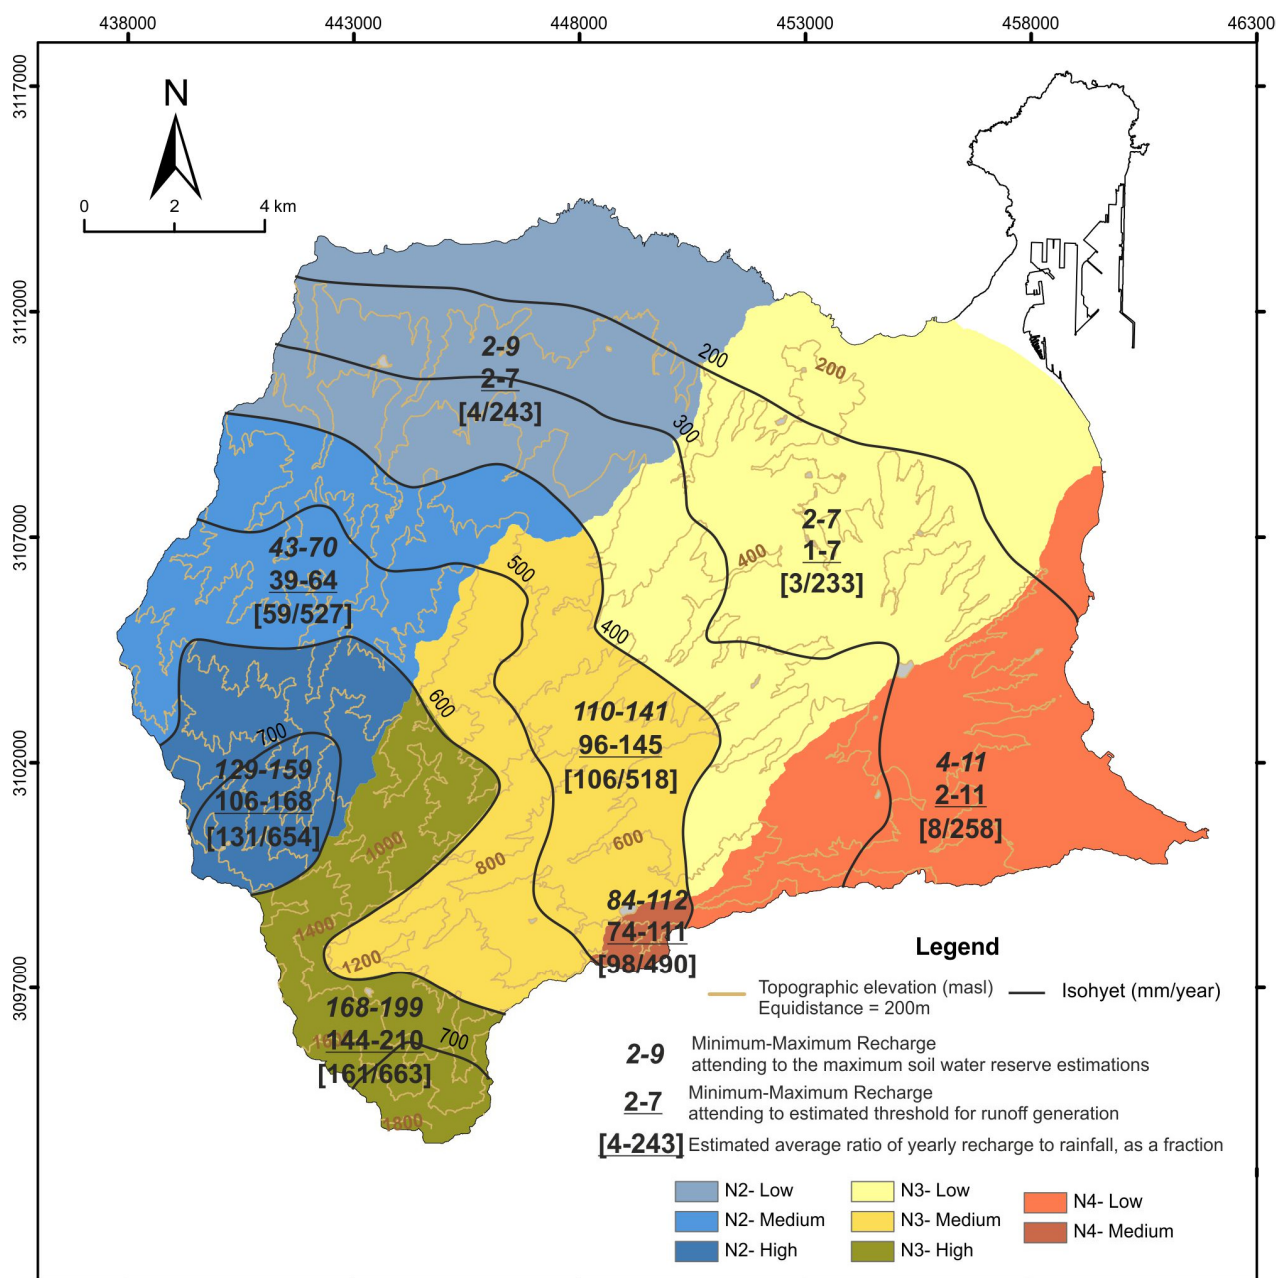 438000 443000 448000 453000 458000 46300
3117000
3112000
3107000
3102000
3097000
N
0 2 4 km
200
200
2-9
2-7
[4/243]
300
2-7
1-7
[3/233]
400
43-70
39-64
[59/527]
500
400
600
110-141
96-145
[106/518]
700
129-159
106-168
[131/654]
4-11
2-11
[8/258]
600
1000
800
84-112
74-111
[98/490]
1400
1200
168-199
144-210
[161/663]
700
1800
Legend
Topographic elevation (masl)
Equidistance = 200m
Isohyet (mm/year)
2-9 Minimum-Maximum Recharge
attending to the maximum soil water reserve estimations
2-7 Minimum-Maximum Recharge
attending to estimated threshold for runoff generation
[4-243] Estimated average ratio of yearly recharge to rainfall, as a fraction
N2- Low
N2- Medium
N2- High
N3- Low
N3- Medium
N3- High
N4- Low
N4- Medium